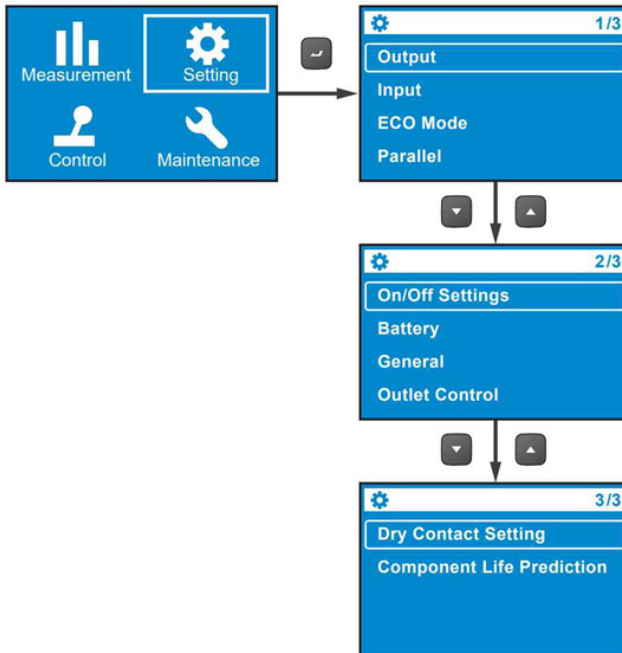 Measurement
Setting
Control
Maintenance
1/3
Output
Input
ECO Mode
Parallel
2/3
On/Off Settings
Battery
General
Outlet Control
3/3
Dry Contact Setting
Component Life Prediction